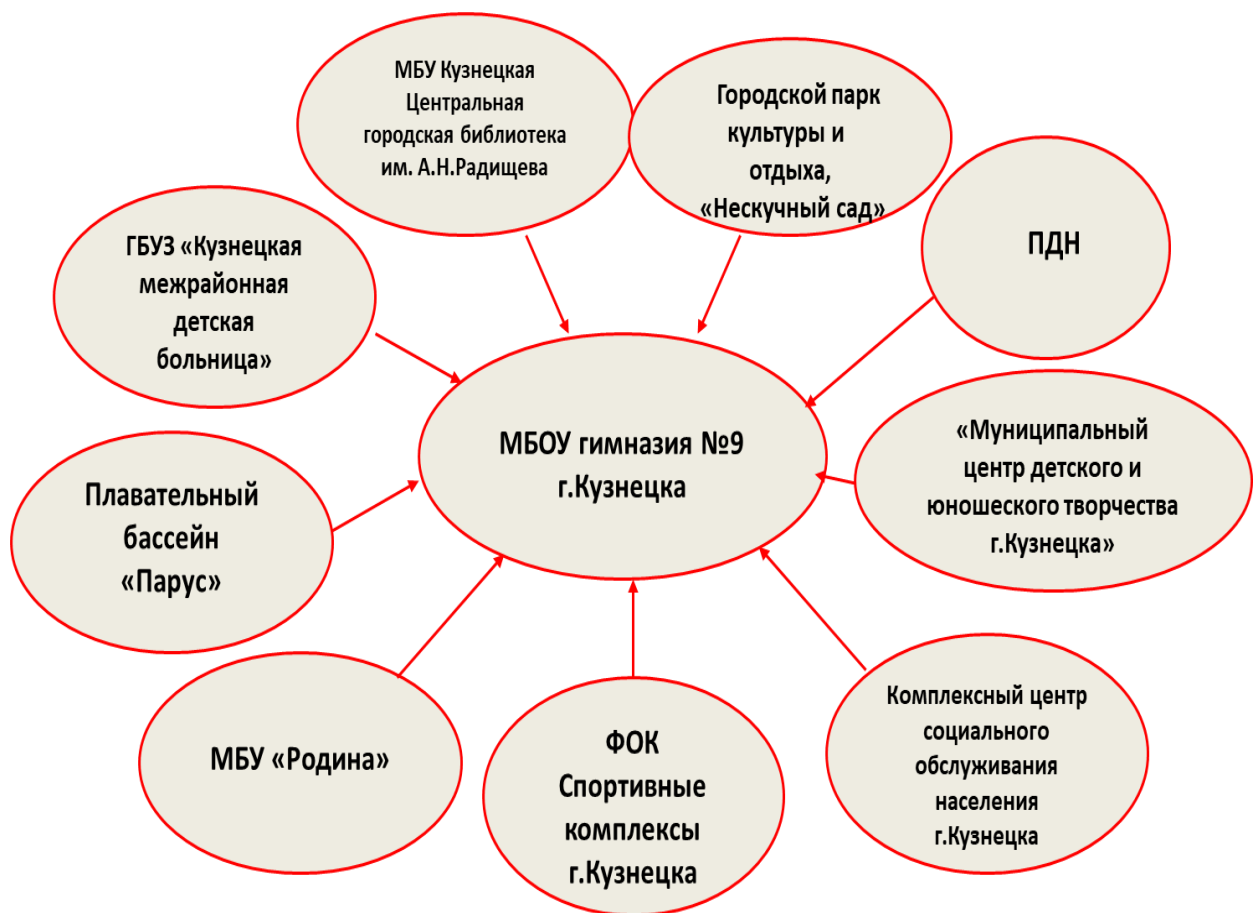 МБУ Кузнецкая
Центральная
городская библиотека
им. А.Н.Радищева
Городской парк
культуры и
отдыха,
«Нескучный сад»
ПДН
ГБУЗ «Кузнецкая
межрайонная
детская
больница»
МБОУ гимназия №9
г.Кузнецка
«Муниципальный
центр детского и
юношеского творчества
г.Кузнецка»
Плавательный
бассейн
«Парус»
МБУ «Родина»
ФОК
Спортивные
комплексы
г.Кузнецка
Комплексный центр
социального
обслуживания
населения
г.Кузнецка